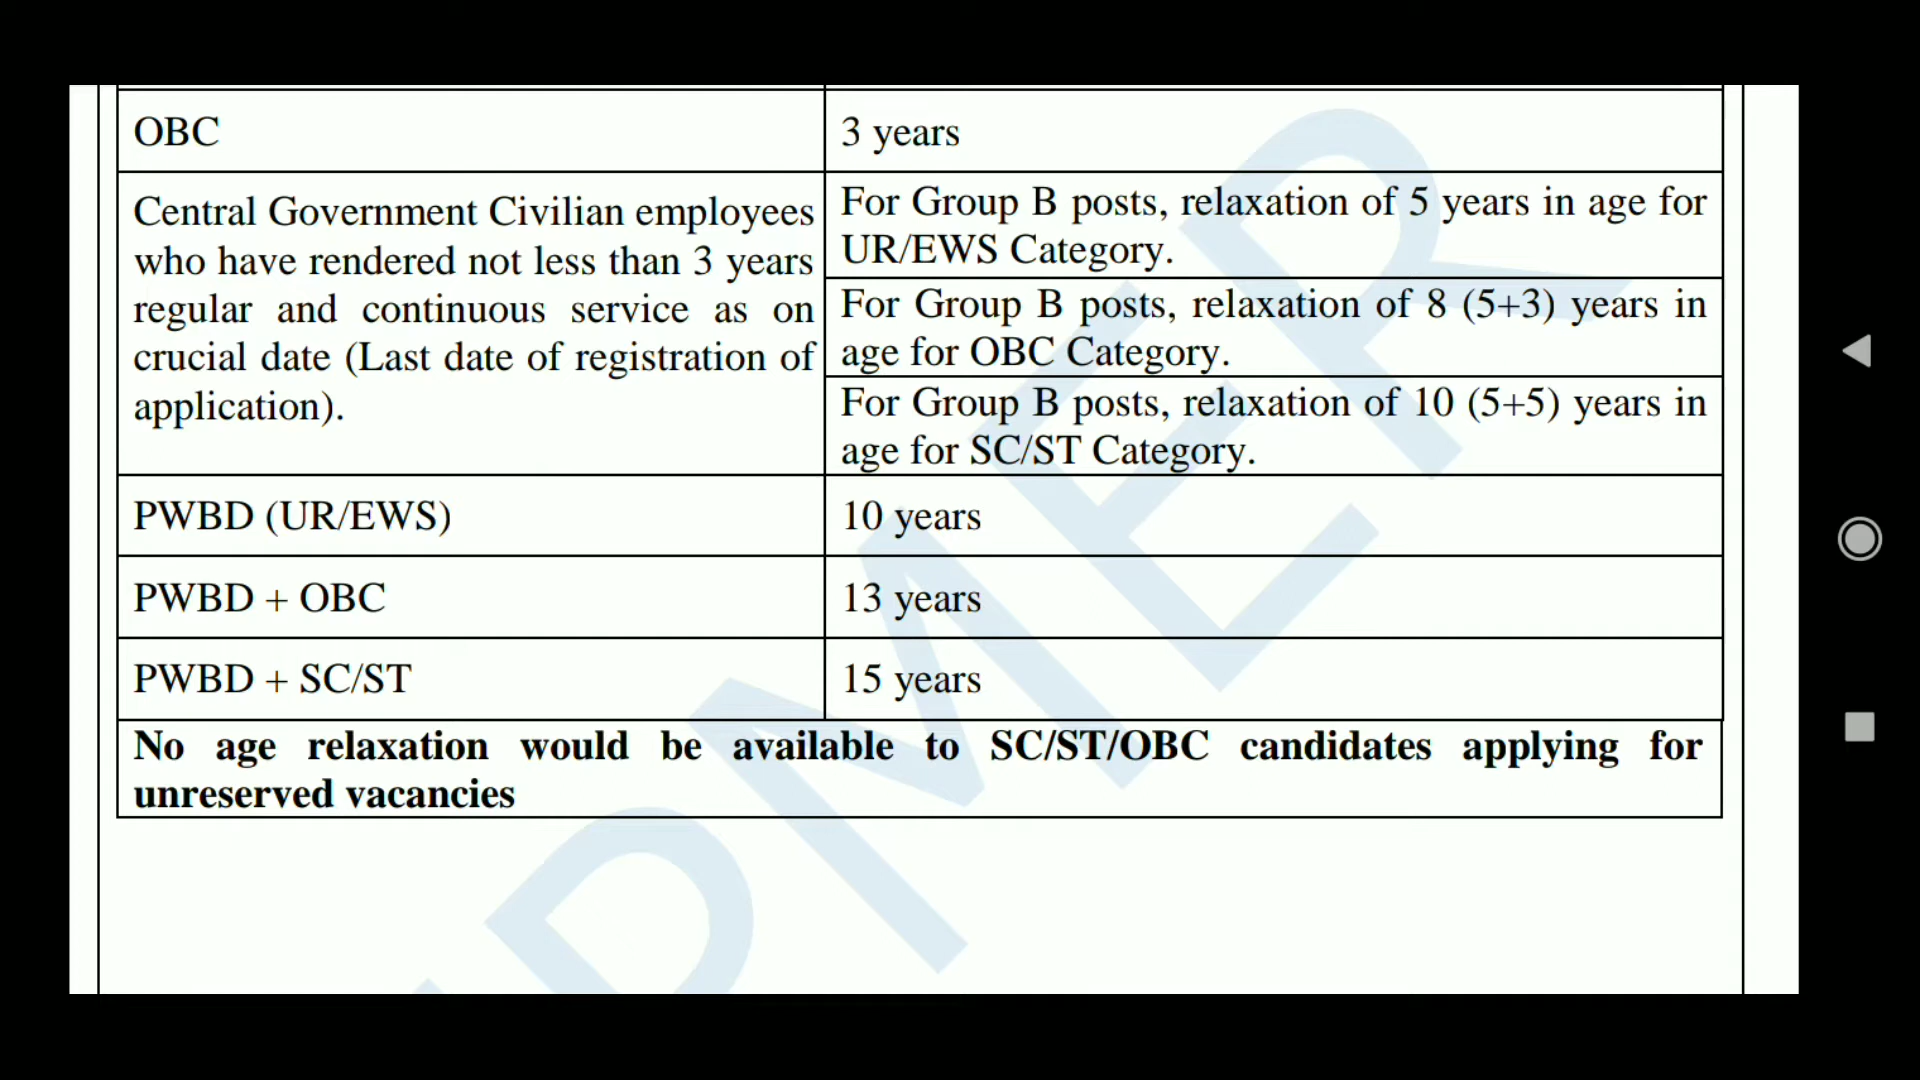 OBC
3 years
Central Government Civilian employees
who have rendered not less than 3 years
regular and continuous service as on
crucial date (Last date of registration of
application).
For Group B posts, relaxation of 5 years in age for
UR/EWS Category.
For Group B posts, relaxation of 8 (5+3) years in
age for OBC Category.
For Group B posts, relaxation of 10 (5+5) years in
age for SC/ST Category.
PWBD (UR/EWS)
10 years
PWBD + OBC
13 years
PWBD + SC/ST
15 years
No age relaxation would be available to SC/ST/OBC candidates applying for
unreserved vacancies
PMER